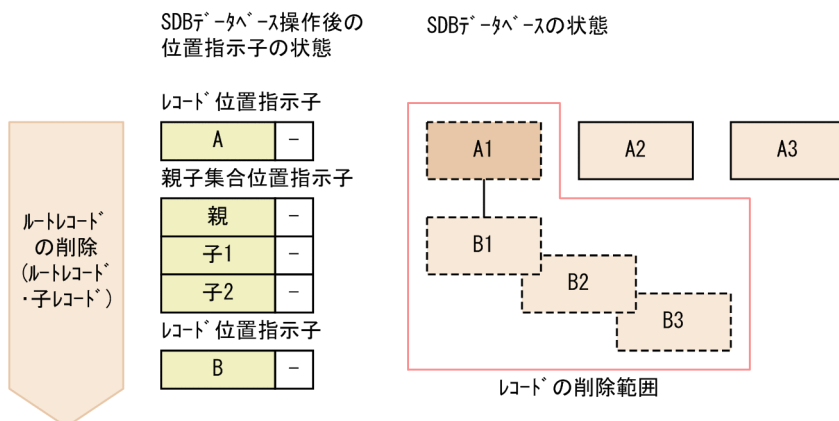 SDBﾃﾞｰﾀﾍﾞｰｽ操作後の
位置指示子の状態
SDBﾃﾞｰﾀﾍﾞｰｽの状態
ﾙｰﾄﾚｺｰﾄﾞ
の削除
(ﾙｰﾄﾚｺｰﾄﾞ
・子ﾚｺｰﾄﾞ)
ﾚｺｰﾄﾞ位置指示子
A －
親子集合位置指示子
親 －
子1 －
子2 －
ﾚｺｰﾄﾞ位置指示子
B －
A1
A2
A3
B1
B2
B3
ﾚｺｰﾄﾞの削除範囲